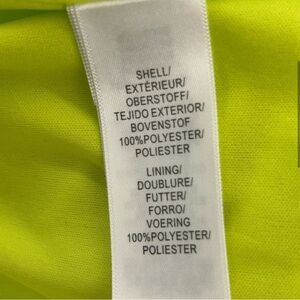 SHELL/
EXTÉRIEUR/
OBERSTOFF/
TEJIDO EXTERIOR/
BOVENSTOF
100%POLYESTER/
POLIESTER
LINING/
DOUBLURE/
FUTTER/
FORRO/
VOERING
100%POLYESTER/
POLIESTER